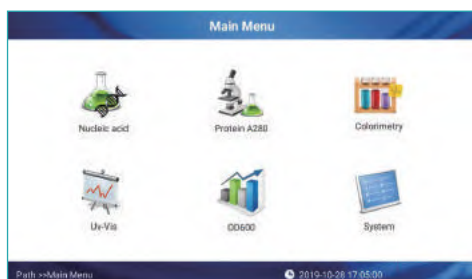 Main Menu
Nucleic acid
Protein A280
Colorimetry
Uv-Vis
OD600
System
Path >>Main Menu
2019-10-28 17:05:00